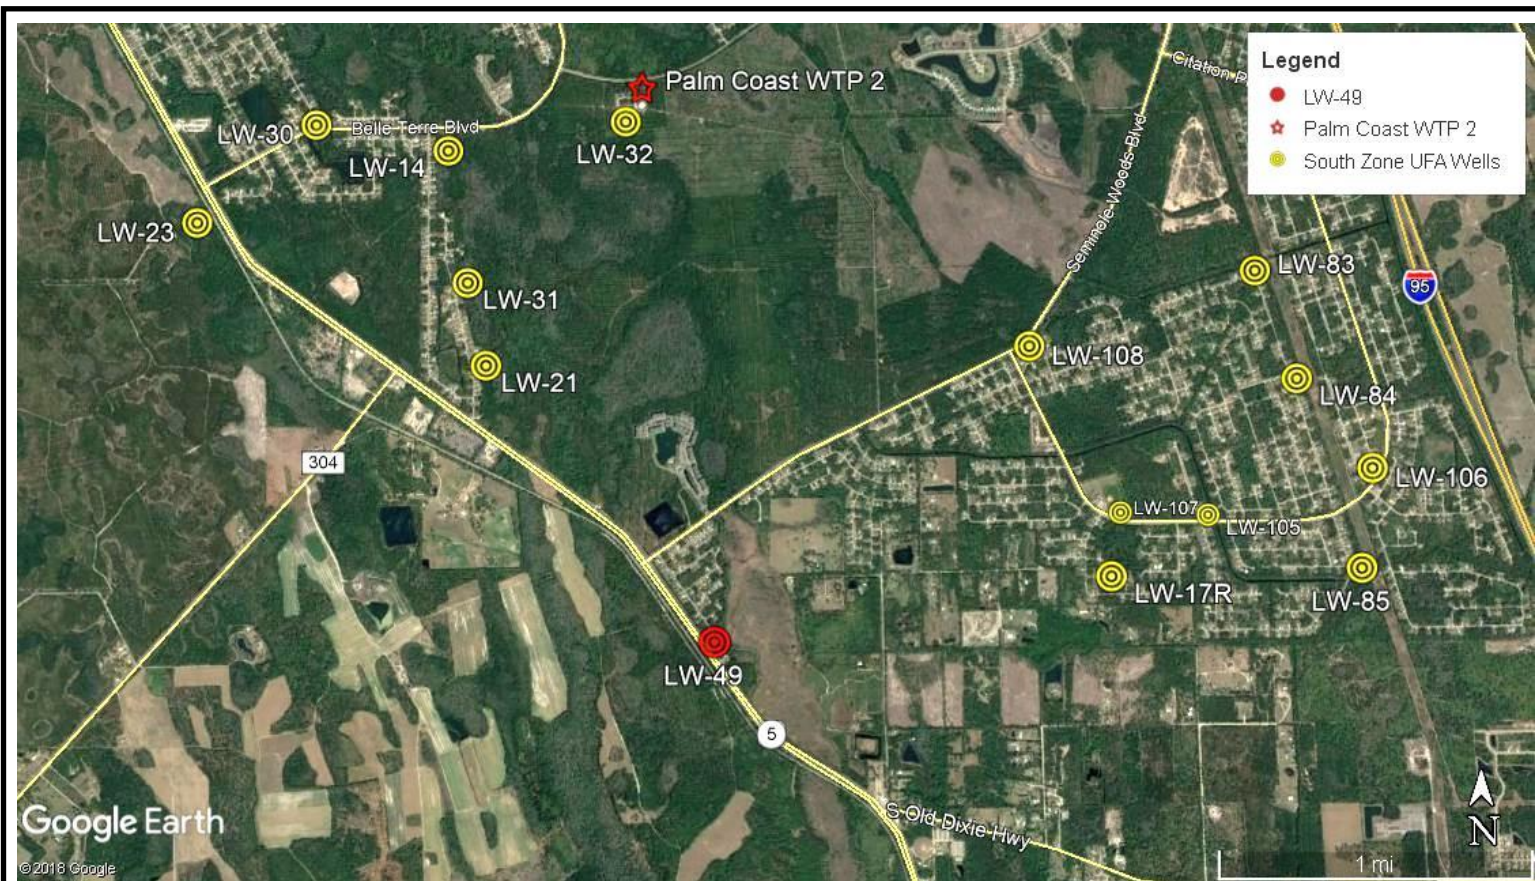 Palm Coast WTP 2
Citation P
Legend
LW-49
Palm Coast WTP 2
South Zone UFA Wells
LW-30
Belle Terre Blvd
LW-14
LW-32
Seminole Woods Blvd
LW-23
LW-31
LW-83
95
LW-108
LW-21
LW-84
304
LW-106
LW-107
LW-105
LW-17R
LW-85
LW-49
5
S Old Dixie Hwy
Google Earth
N
© 2018 Google
1 mi